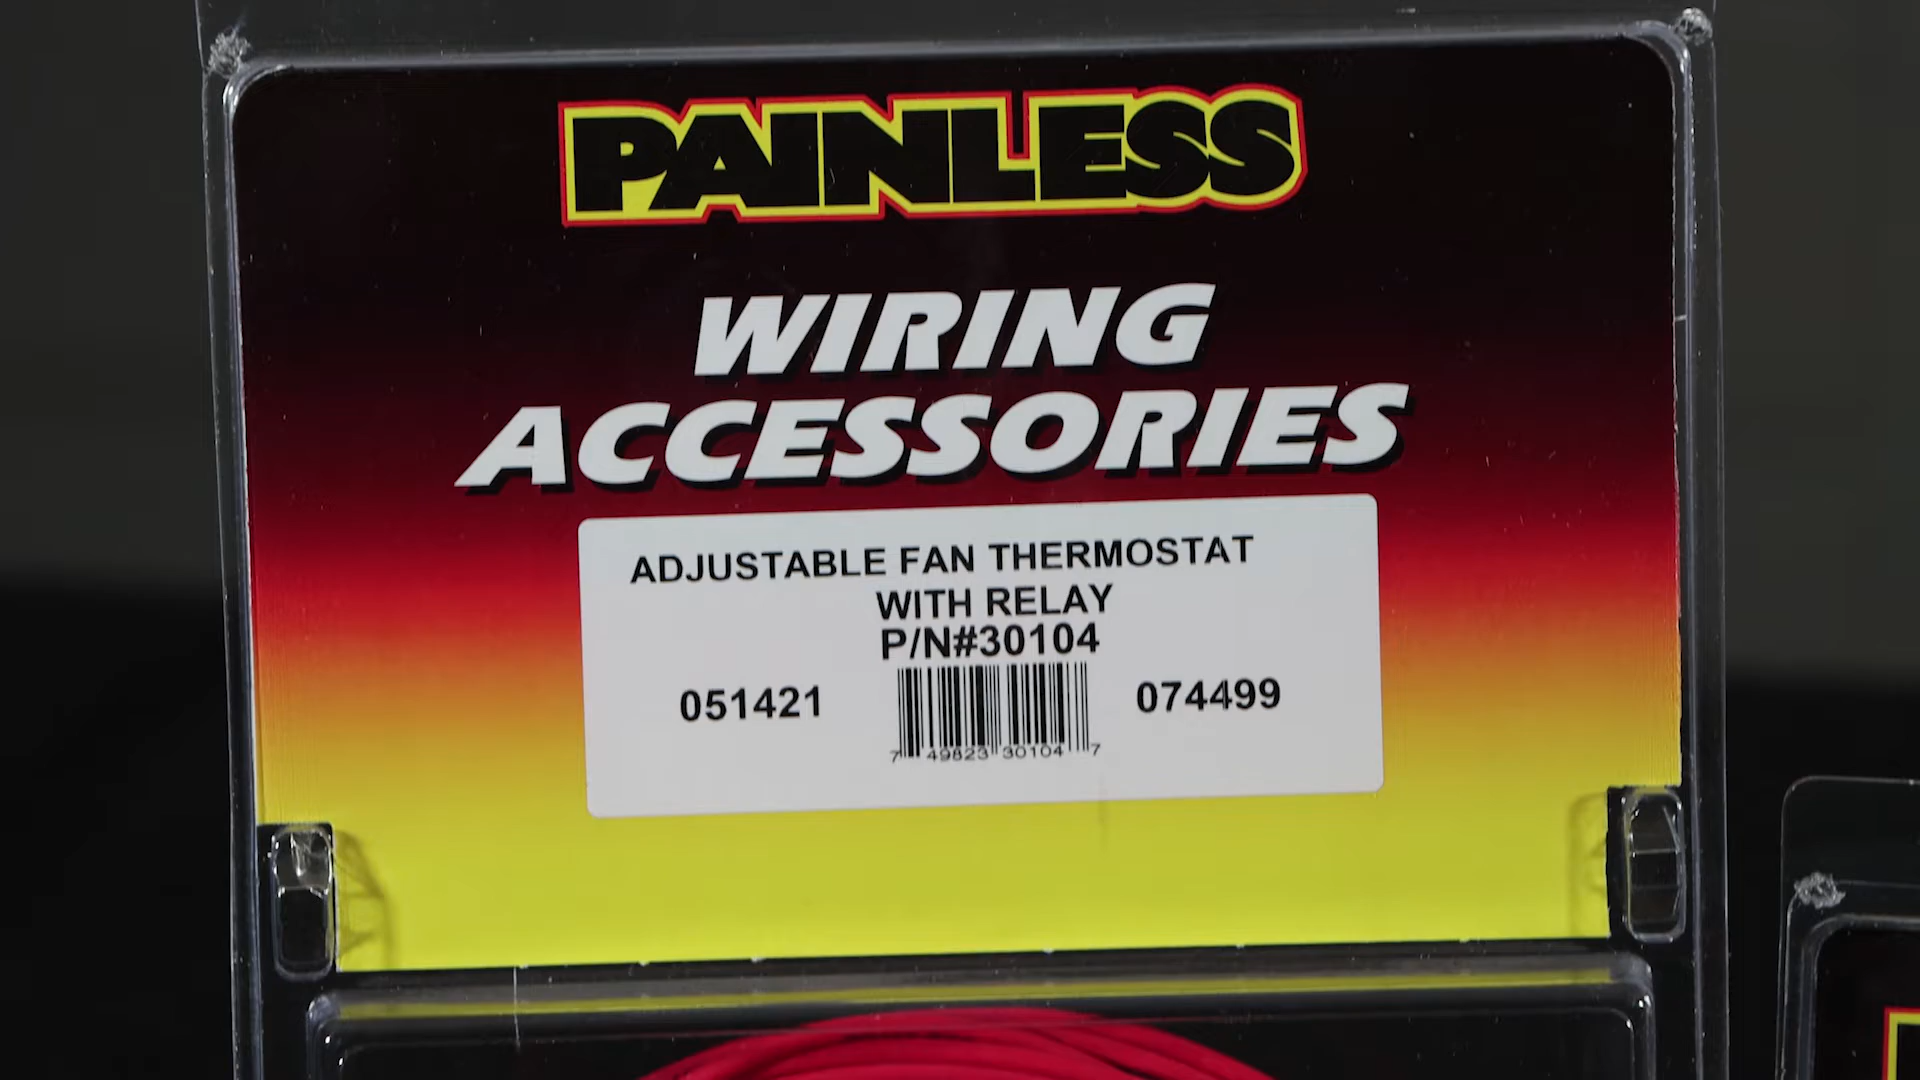 PAINLESS
WIRING
ACCESSORIES
ADJUSTABLE FAN THERMOSTAT
WITH RELAY
P/N#30104
051421 074499
7 49823 30104 7